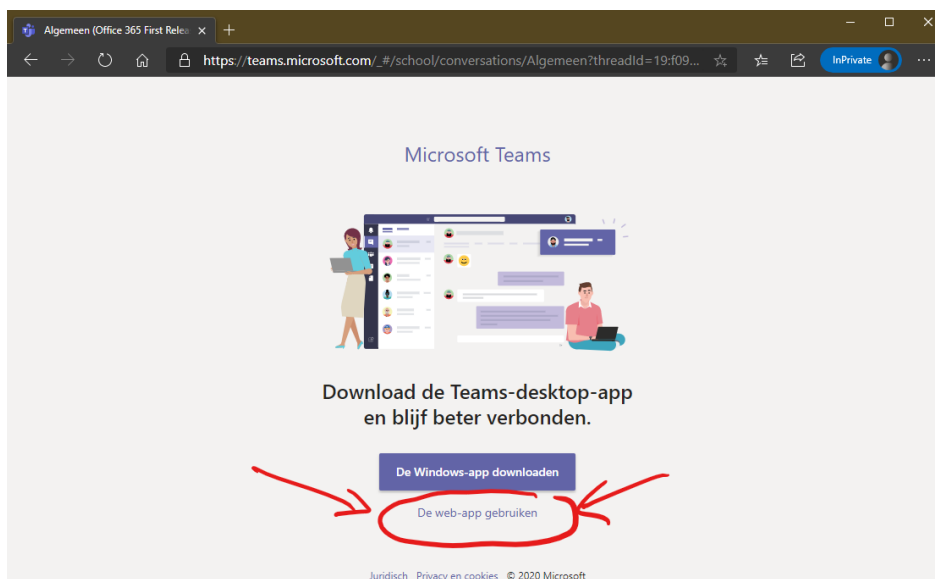 Algemeen (Office 365 First Relea
https://teams.microsoft.com/_#/school/conversations/Algemeen?threadId=19:f09...
InPrivate
Microsoft Teams
Download de Teams-desktop-app
en blijf beter verbonden.
De Windows-app downloaden
De web-app gebruiken
Juridisch Privacy en cookies © 2020 Microsoft